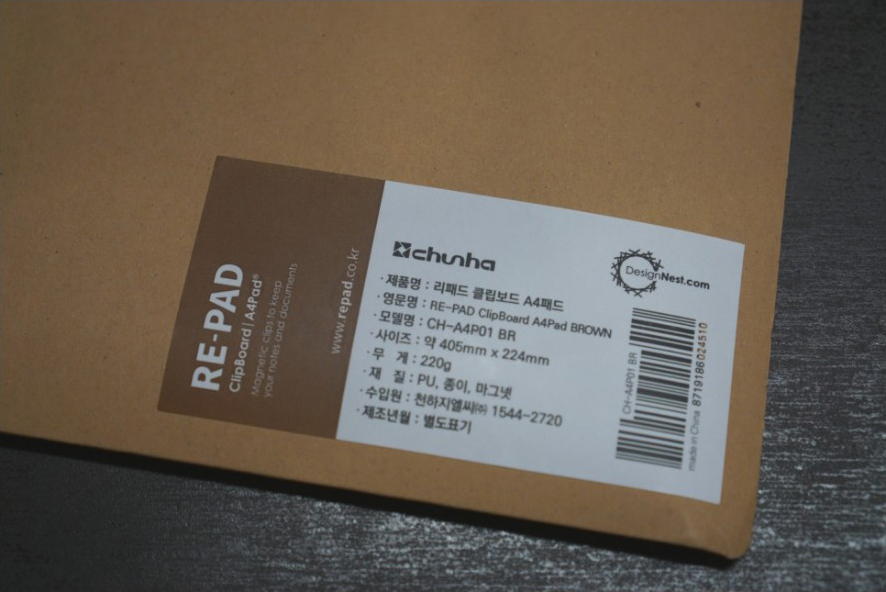 RE-PAD
ClipBoard | A4Pad®
Magnetic clips to keep
your notes and documents
www.repad.co.kr
chunha
· 제품명 : 리패드 클립보드 A4패드
· 영문명 : RE-PAD ClipBoard A4Pad BROWN
· 모델명 : CH-A4P01 BR
· 사이즈 : 약 405mm x 224mm
· 무 게 : 220g
· 재 질 : PU, 종이, 마그넷
· 수입원 : 천하지엘씨㈜ 1544-2720
· 제조년월 : 별도표기
DesignNest.com
CH-A4P01 BR
8719186024510
made in China